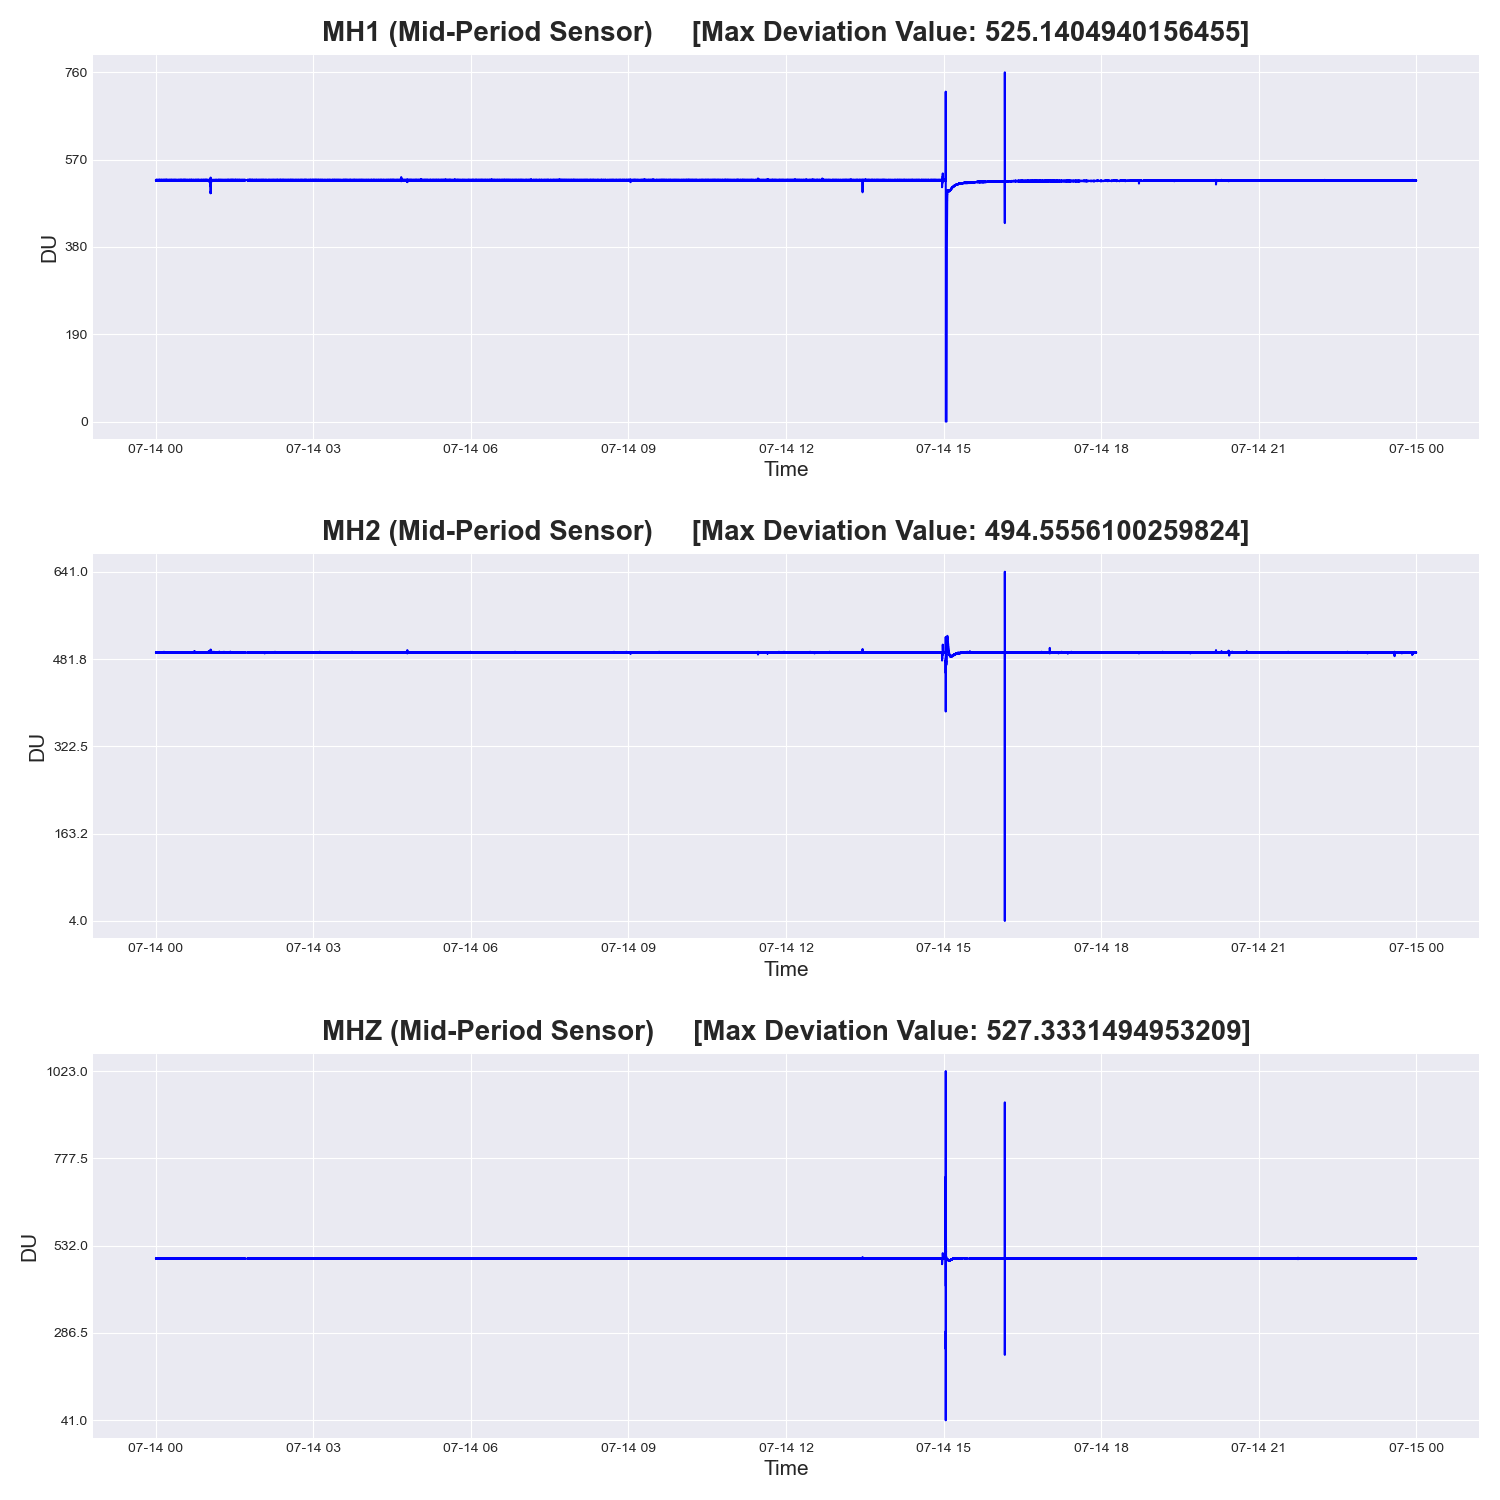 MH1 (Mid-Period Sensor) [Max Deviation Value: 525.1404940156455]
760
570
380
190
0
DU
07-14 00 07-14 03 07-14 06 07-14 09 07-14 12 07-14 15 07-14 18 07-14 21 07-15 00
Time
MH2 (Mid-Period Sensor) [Max Deviation Value: 494.5556100259824]
641.0
481.8
322.5
163.2
4.0
DU
07-14 00 07-14 03 07-14 06 07-14 09 07-14 12 07-14 15 07-14 18 07-14 21 07-15 00
Time
MHZ (Mid-Period Sensor) [Max Deviation Value: 527.3331494953209]
1023.0
777.5
532.0
286.5
41.0
DU
07-14 00 07-14 03 07-14 06 07-14 09 07-14 12 07-14 15 07-14 18 07-14 21 07-15 00
Time